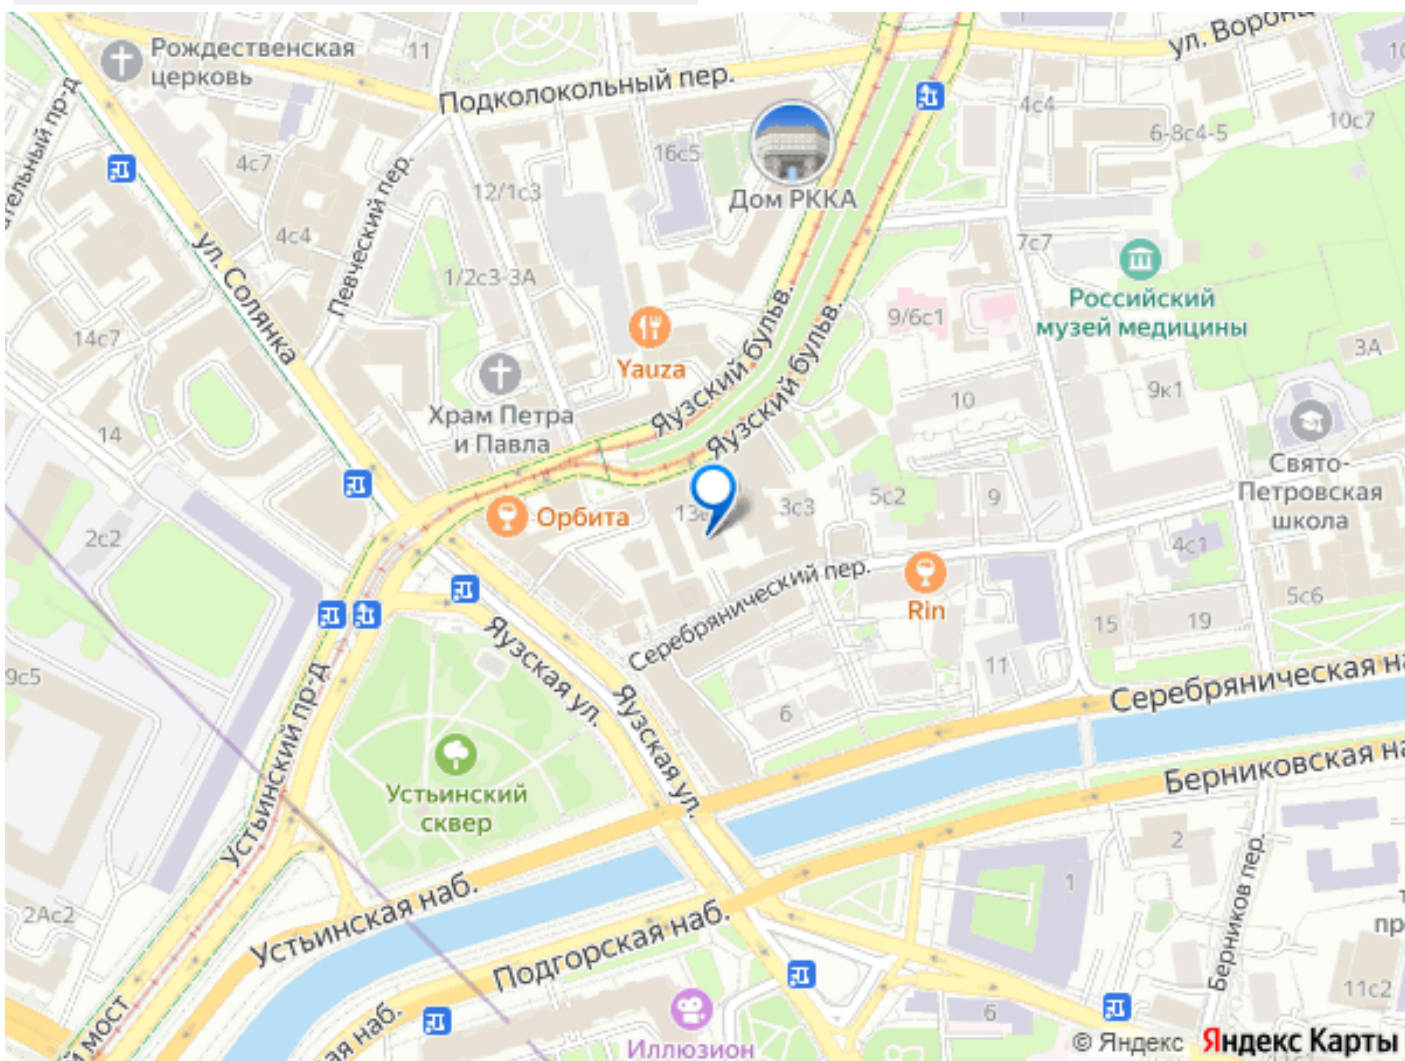 Рождественская
церковь
11
ул. Воронц
10
Подколокольный пер.
4с4
6-8с4-5
10с7
ательный пр-д
4с7
16с5
Дом РККА
12/1с3
Певческий пер.
4с4
ул. Солянка
1/2с3-3А
7с7
Российский
музей медицины
9/6с1
14с7
Yauza
Яузский бульв.
Яузский бульв.
3А
9к1
10
Храм Петра
и Павла
14
Свято-
Петровская
школа
Орбита
3с3
5с2
9
2с2
4с1
Серебрянический пер.
Rin
5с6
15
19
Яузская ул.
11
9с5
Устьинский пр-д
Яузская ул.
6
Серебряническая на
Устьинский
сквер
Берниковская на
2
1
Берников пер.
2Ас2
Устьинская наб.
Подгорская наб.
пр
11с2
й мост
ая наб.
6
Иллюзион
© Яндекс Яндекс Карты